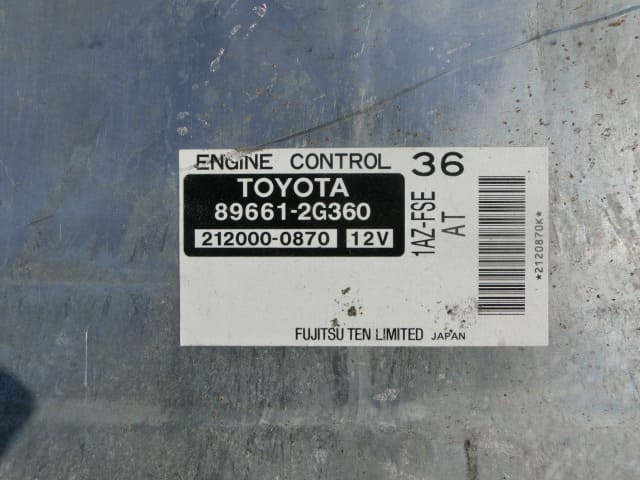 ENGINE CONTROL 36
TOYOTA
89661-2G360
212000-0870 12V
1AZ-FSE
AT
*2120870K*
FUJITSU TEN LIMITED JAPAN